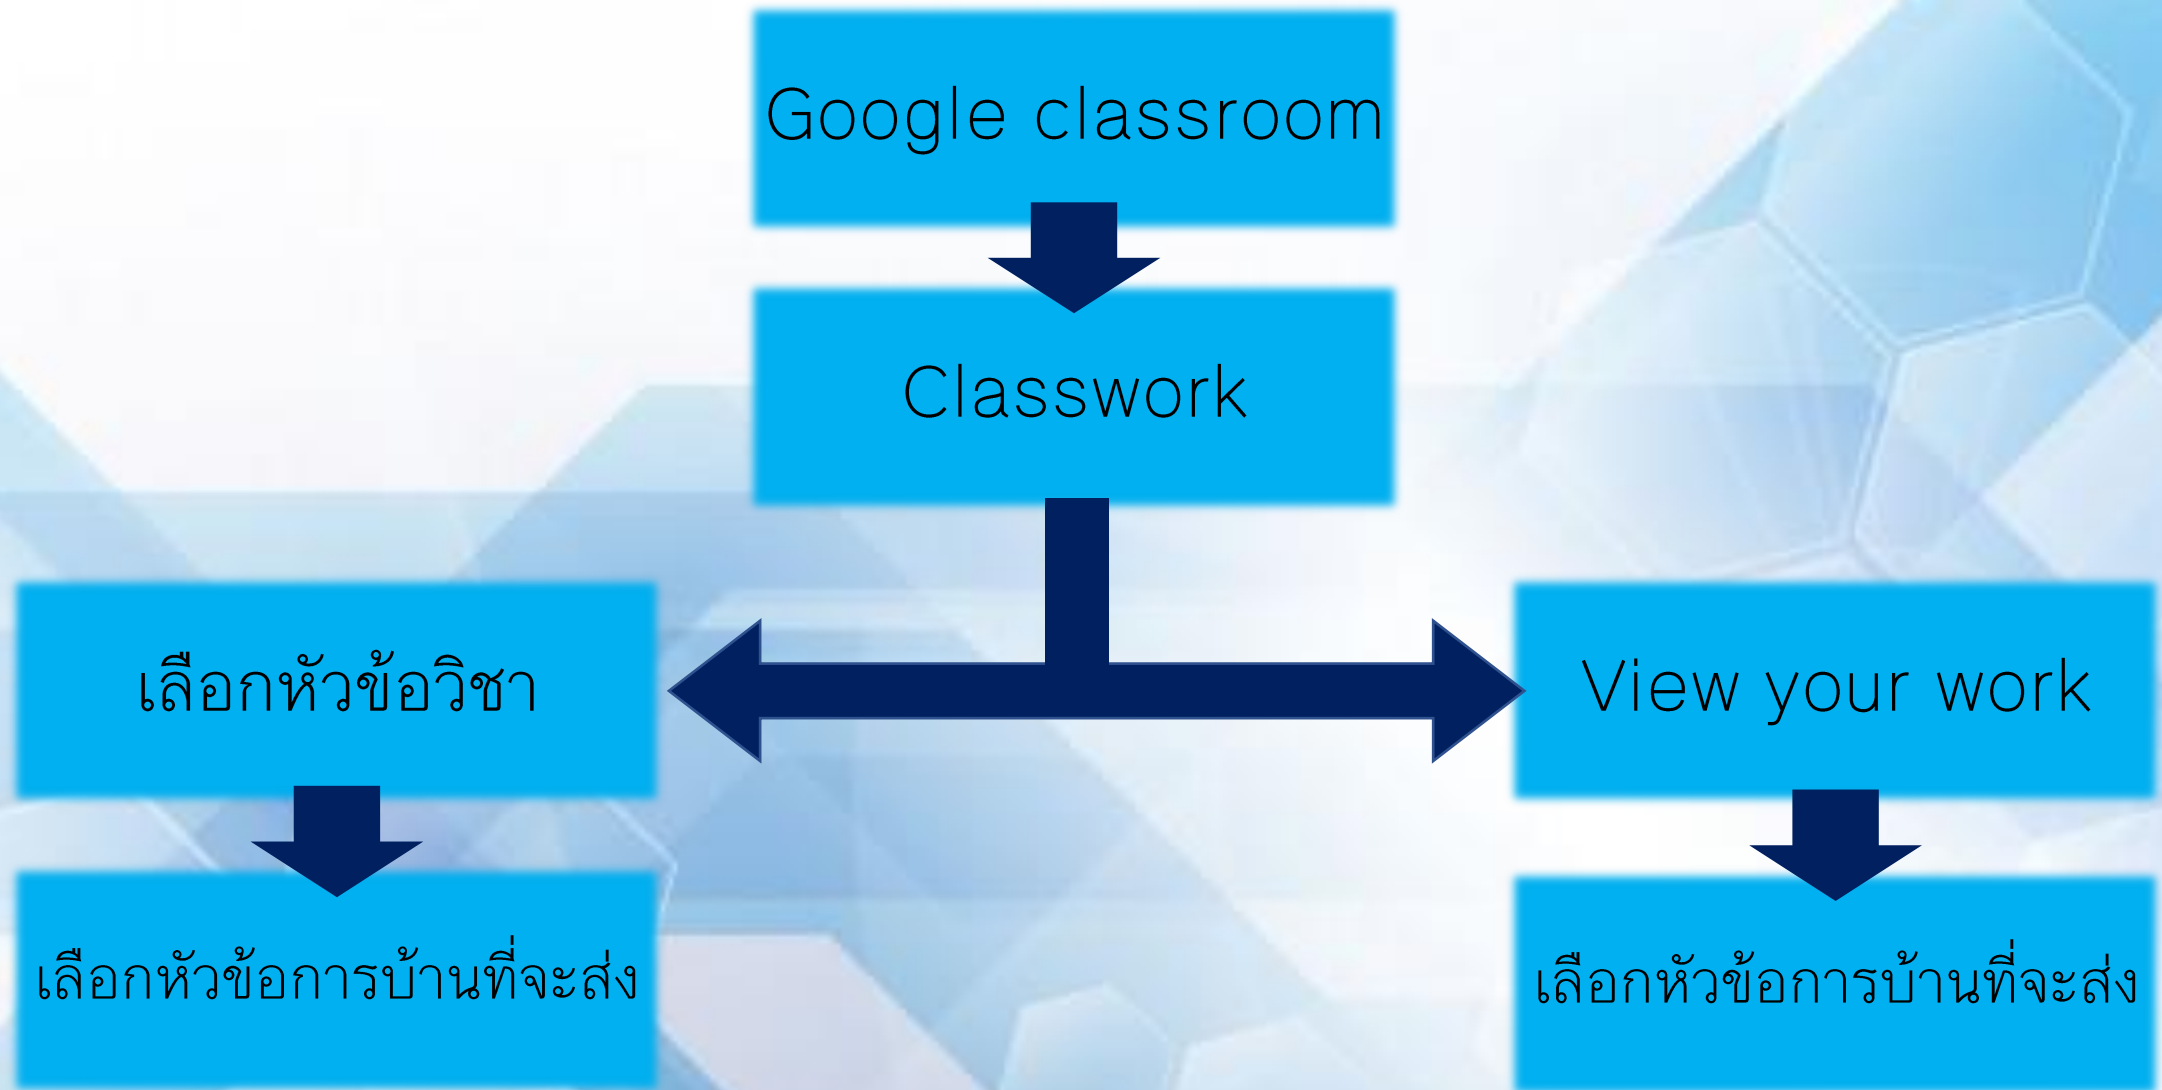 Google classroom
Classwork
เลือกหัวข้อวิชา
View your work
เลือกหัวข้อการบ้านที่จะส่ง
เลือกหัวข้อการบ้านที่จะส่ง